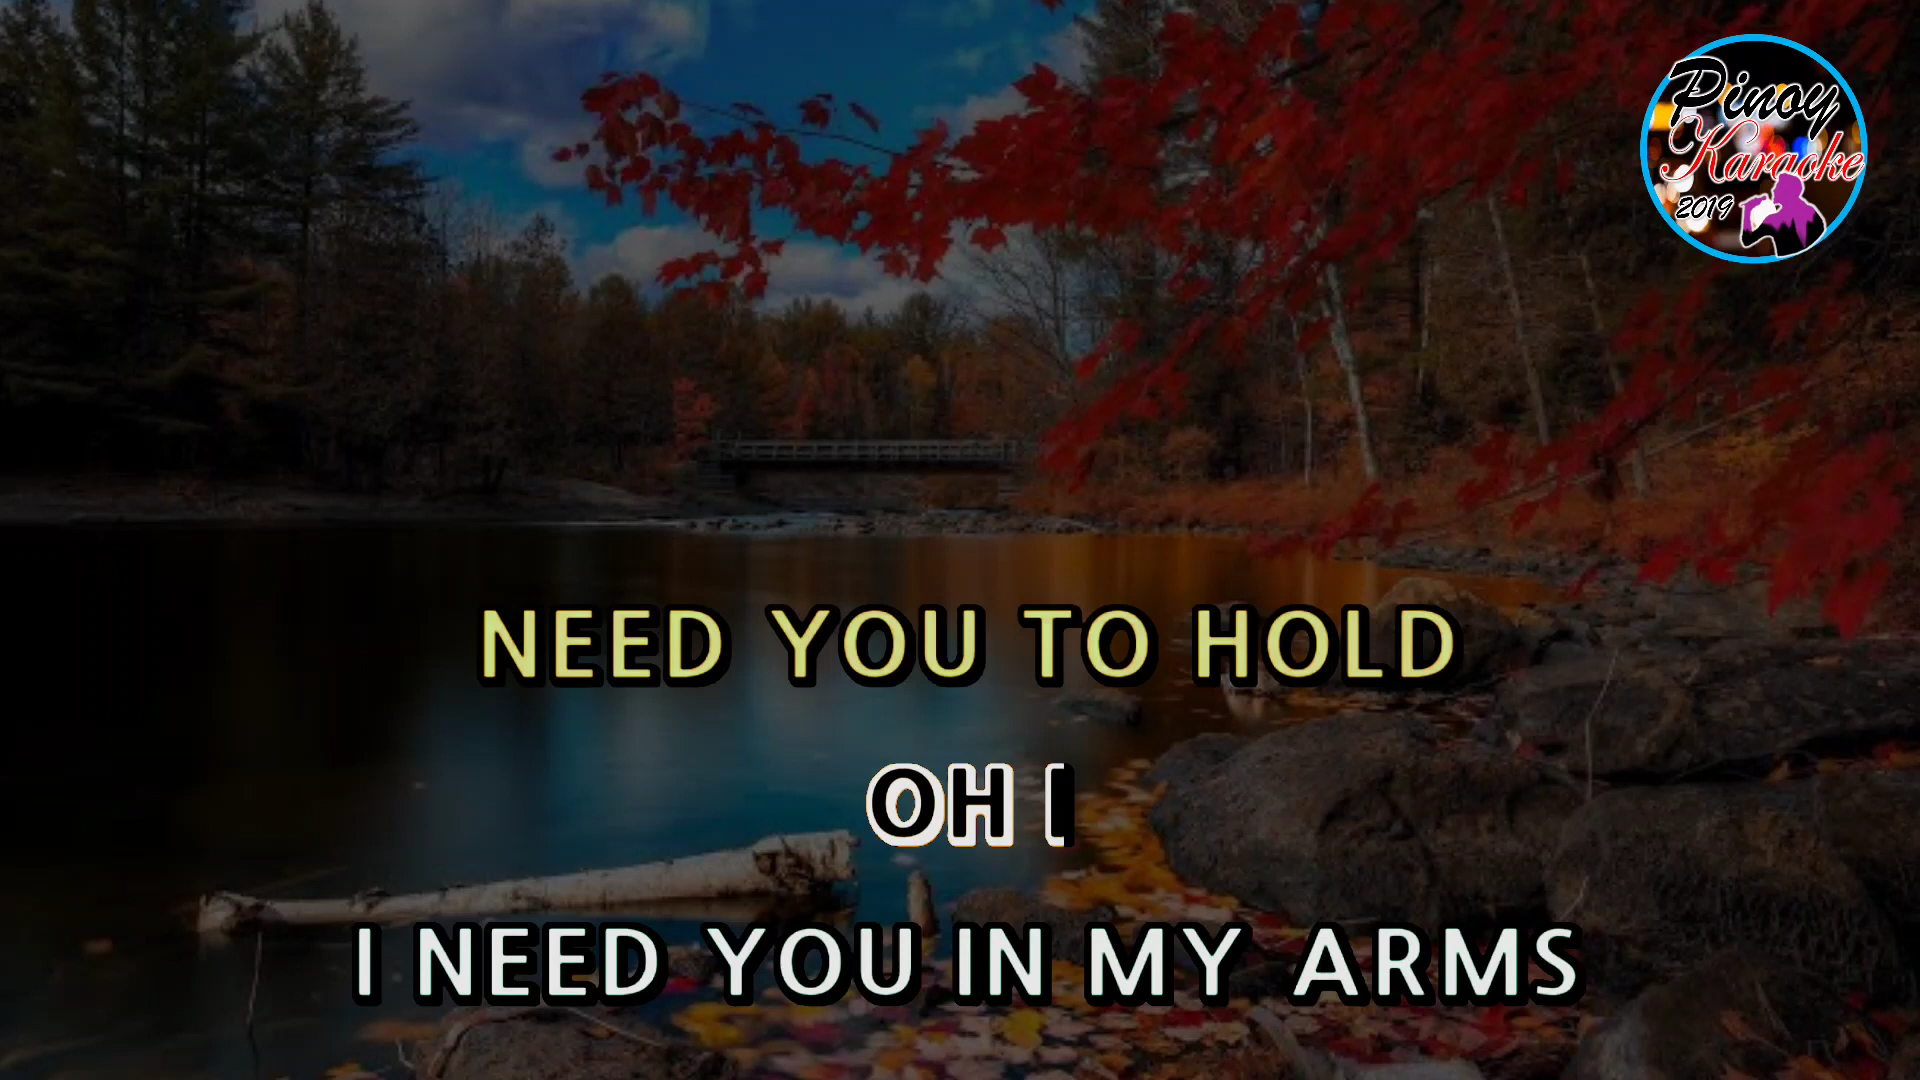 Pinoy
Karaoke
2019
NEED YOU TO HOLD
OH I
I NEED YOU IN MY ARMS